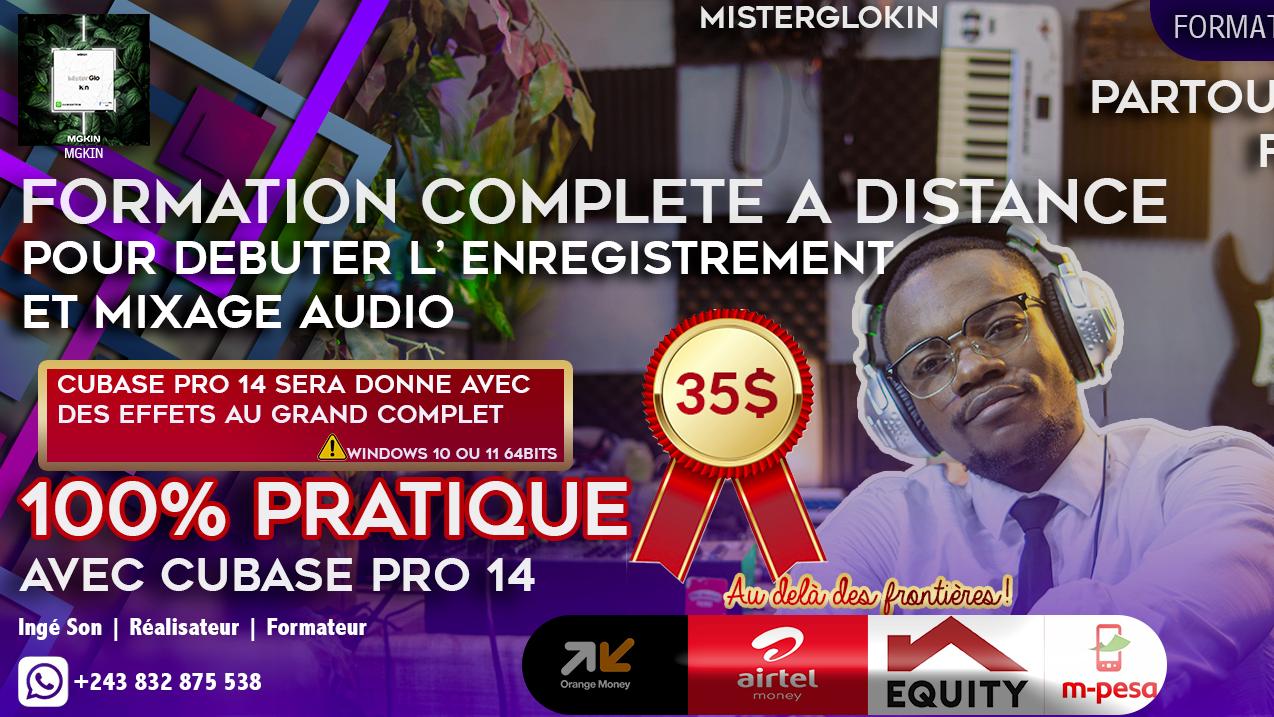 MISTERGLOKIN
FORMAT
PARTOU
F
MisterGlo
kin
MGKIN
MGKIN
FORMATION COMPLETE A DISTANCE
POUR DEBUTER L' ENREGISTREMENT
ET MIXAGE AUDIO
CUBASE PRO 14 SERA DONNE AVEC
DES EFFETS AU GRAND COMPLET
WINDOWS 10 OU 11 64BITS
35$
100% PRATIQUE
AVEC CUBASE PRO 14
Au delà des frontières!
Ingé Son | Réalisateur | Formateur
+243 832 875 538
Orange Money
airtel
money
EQUITY
m-pesa